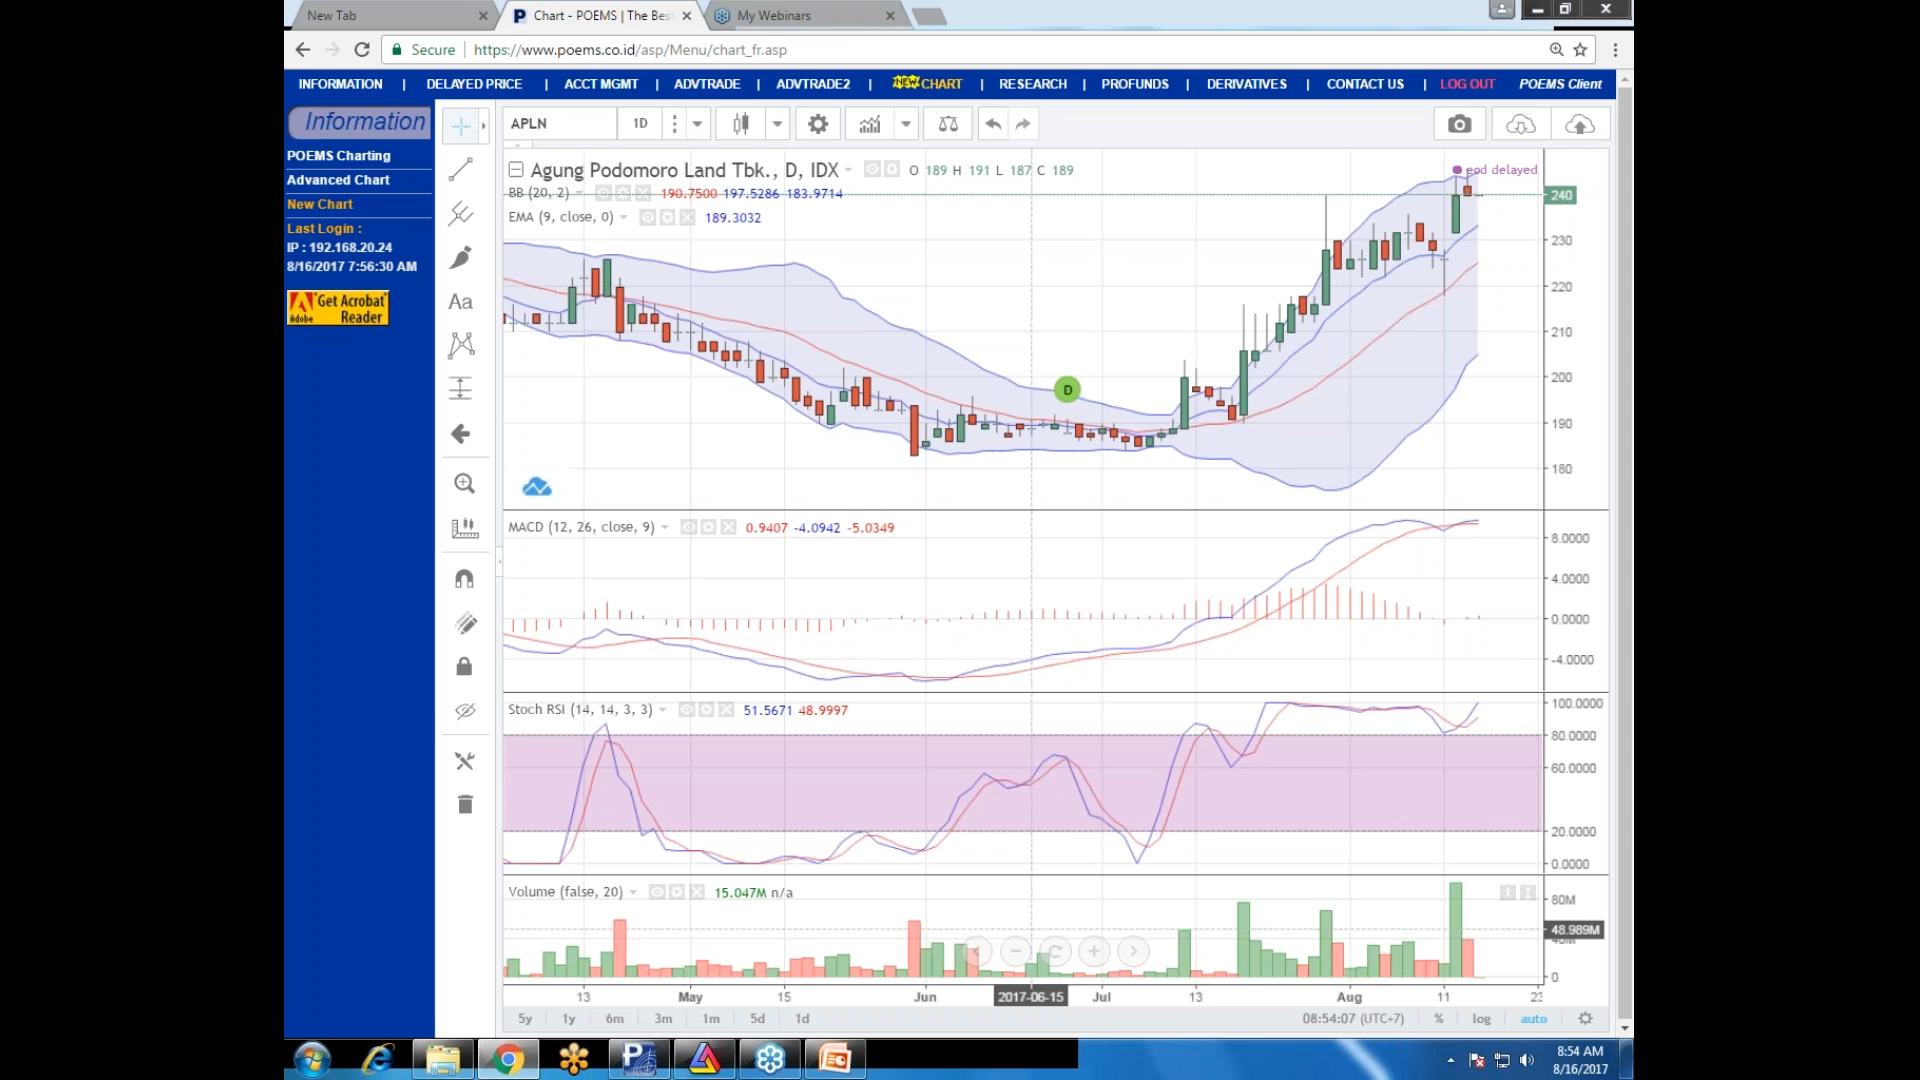 New Tab
Chart - POEMS | The Bes
My Webinars
Secure
https://www.poems.co.id/asp/Menu/chart_fr.asp
INFORMATION | DELAYED PRICE | ACCT MGMT | ADVTRADE | ADVTRADE2 | NEW CHART | RESEARCH | PROFUNDS | DERIVATIVES | CONTACT US | LOG OUT POEMS Client
Information
POEMS Charting
Advanced Chart
New Chart
Last Login :
IP : 192.168.20.24
8/16/2017 7:56:30 AM
Get Acrobat
Adobe Reader
APLN 1D
Aa
Agung Podomoro Land Tbk., D, IDX O 189 H 191 L 187 C 189
eod delayed
BB (20, 2) 190.7500 197.5286 183.9714
EMA (9, close, 0) 189.3032
240
230
220
210
200
190
180
D
MACD (12, 26, close, 9) 0.9407 -4.0942 -5.0349
8.0000
4.0000
0.0000
-4.0000
Stoch RSI (14, 14, 3, 3) 51.5671 48.9997
100.0000
80.0000
60.0000
20.0000
0.0000
Volume (false, 20) 15.047M n/a
80M
48.989M
0
13 May 15 Jun 2017-06-15 Jul 13 Aug 11
5y 1y 6m 3m 1m 5d 1d
08:54:07 (UTC+7) % log auto
8:54 AM
8/16/2017